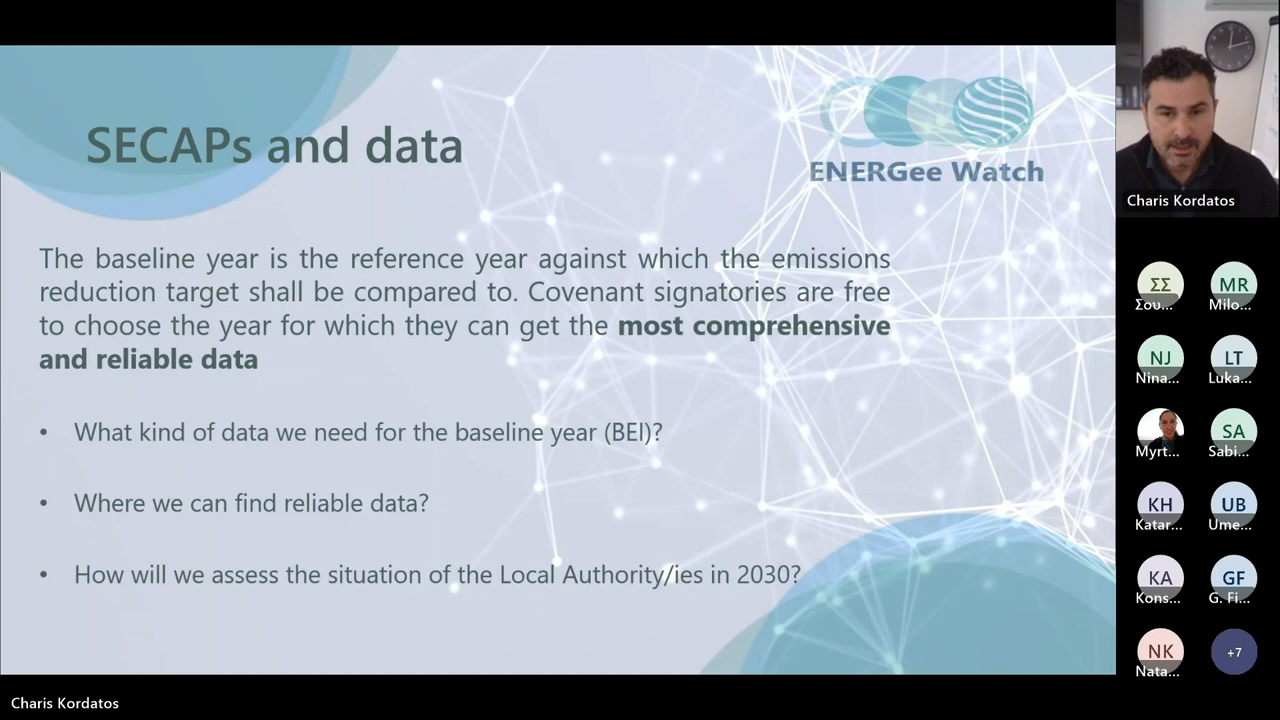 SECAPs and data
ENERGee Watch
The baseline year is the reference year against which the emissions
reduction target shall be compared to. Covenant signatories are free
to choose the year for which they can get the most comprehensive
and reliable data
• What kind of data we need for the baseline year (BEI)?
• Where we can find reliable data?
• How will we assess the situation of the Local Authority/ies in 2030?
Charis Kordatos
ΣΣ
Σου...
MR
Milo...
NJ
Nina...
LT
Luka...
Myrt...
SA
Sabi...
KH
Katar...
UB
Ume...
KA
Kons...
GF
G. Fi...
NK
Nata...
+7
Charis Kordatos